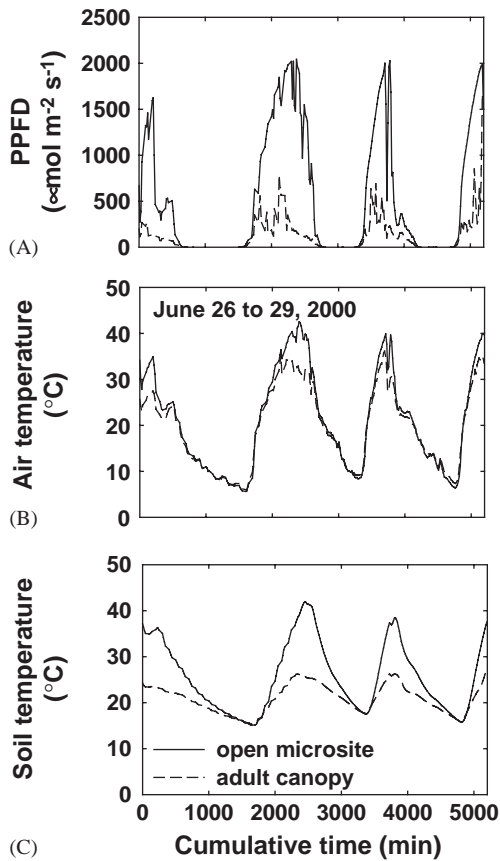 2500
2000
1500
1000
500
0
PPFD
(∝mol m-2 s-1)
(A)
50
40
30
20
10
0
June 26 to 29, 2000
Air temperature
(°C)
(B)
50
40
30
20
10
0
Soil temperature
(°C)
open microsite
adult canopy
0 1000 2000 3000 4000 5000
(C)
Cumulative time (min)